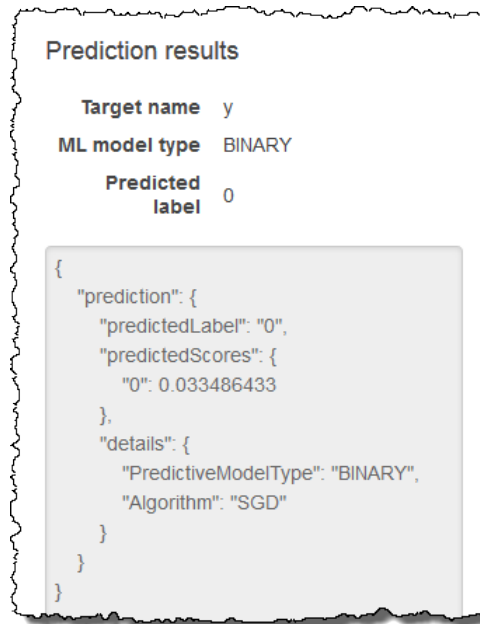 Prediction results
Target name y
ML model type BINARY
Predicted
label 0
{
"prediction": {
"predictedLabel": "0",
"predictedScores": {
"0": 0.033486433
},
"details": {
"PredictiveModelType": "BINARY",
"Algorithm": "SGD"
}
}
}